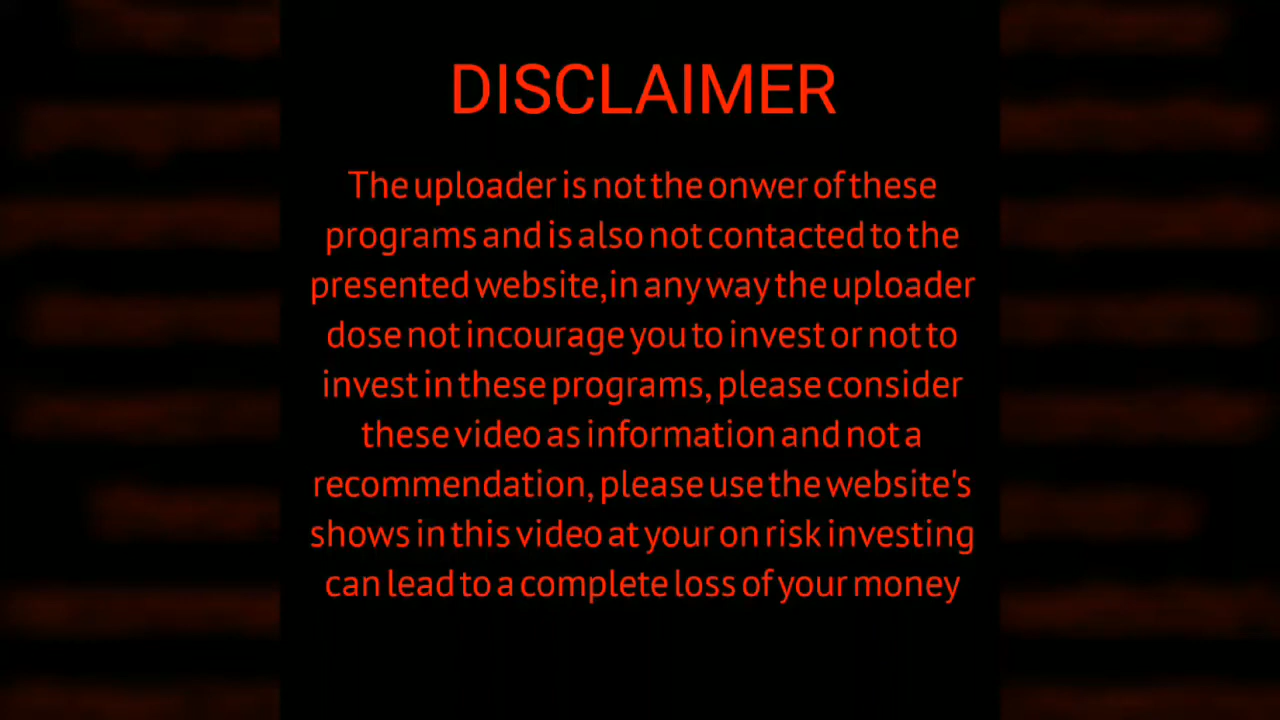 DISCLAIMER
The uploader is not the onwer of these
programs and is also not contacted to the
presented website,in any way the uploader
dose not incourage you to invest or not to
invest in these programs, please consider
these video as information and not a
recommendation, please use the website's
shows in this video at your on risk investing
can lead to a complete loss of your money